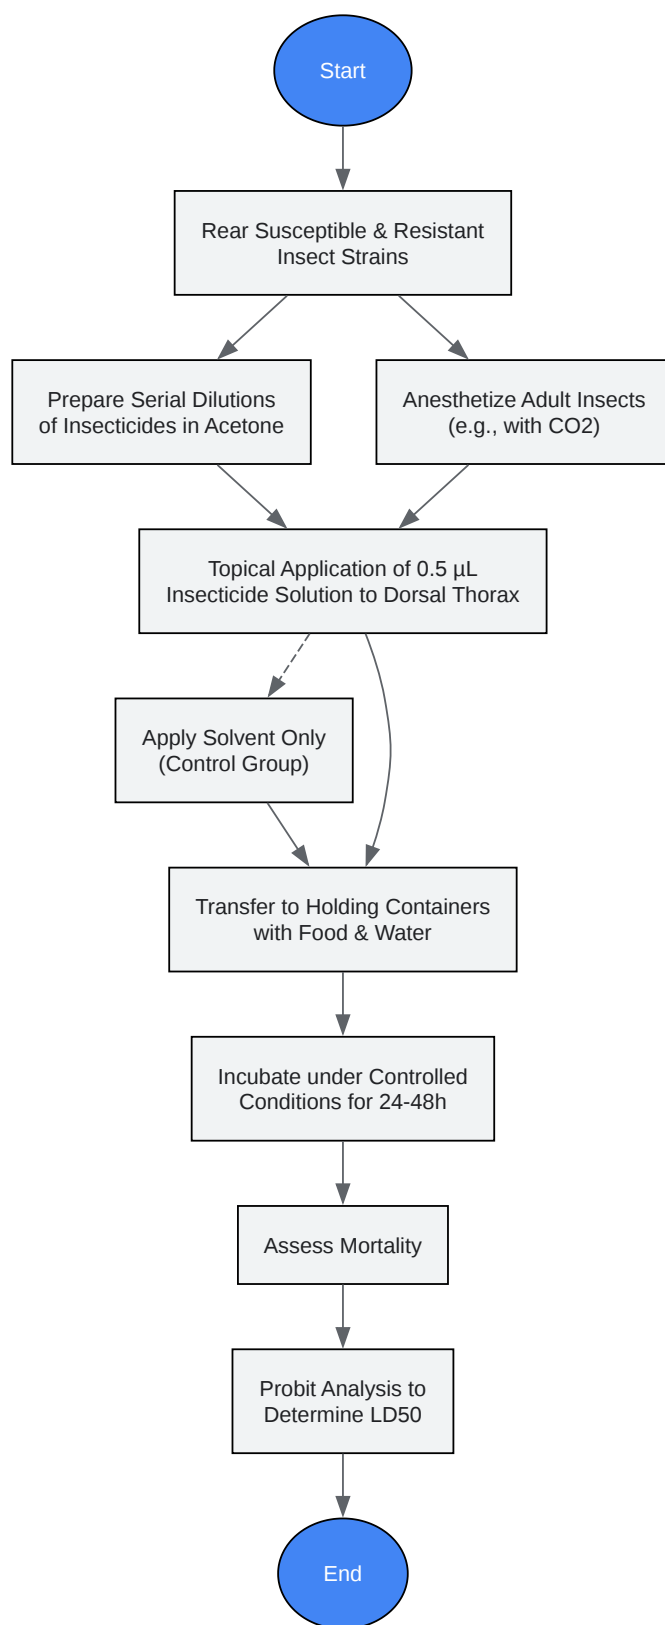 Start
Rear Susceptible & Resistant
Insect Strains
Prepare Serial Dilutions
of Insecticides in Acetone
Anesthetize Adult Insects
(e.g., with CO2)
Topical Application of 0.5 µL
Insecticide Solution to Dorsal Thorax
Apply Solvent Only
(Control Group)
Transfer to Holding Containers
with Food & Water
Incubate under Controlled
Conditions for 24-48h
Assess Mortality
Probit Analysis to
Determine LD50
End